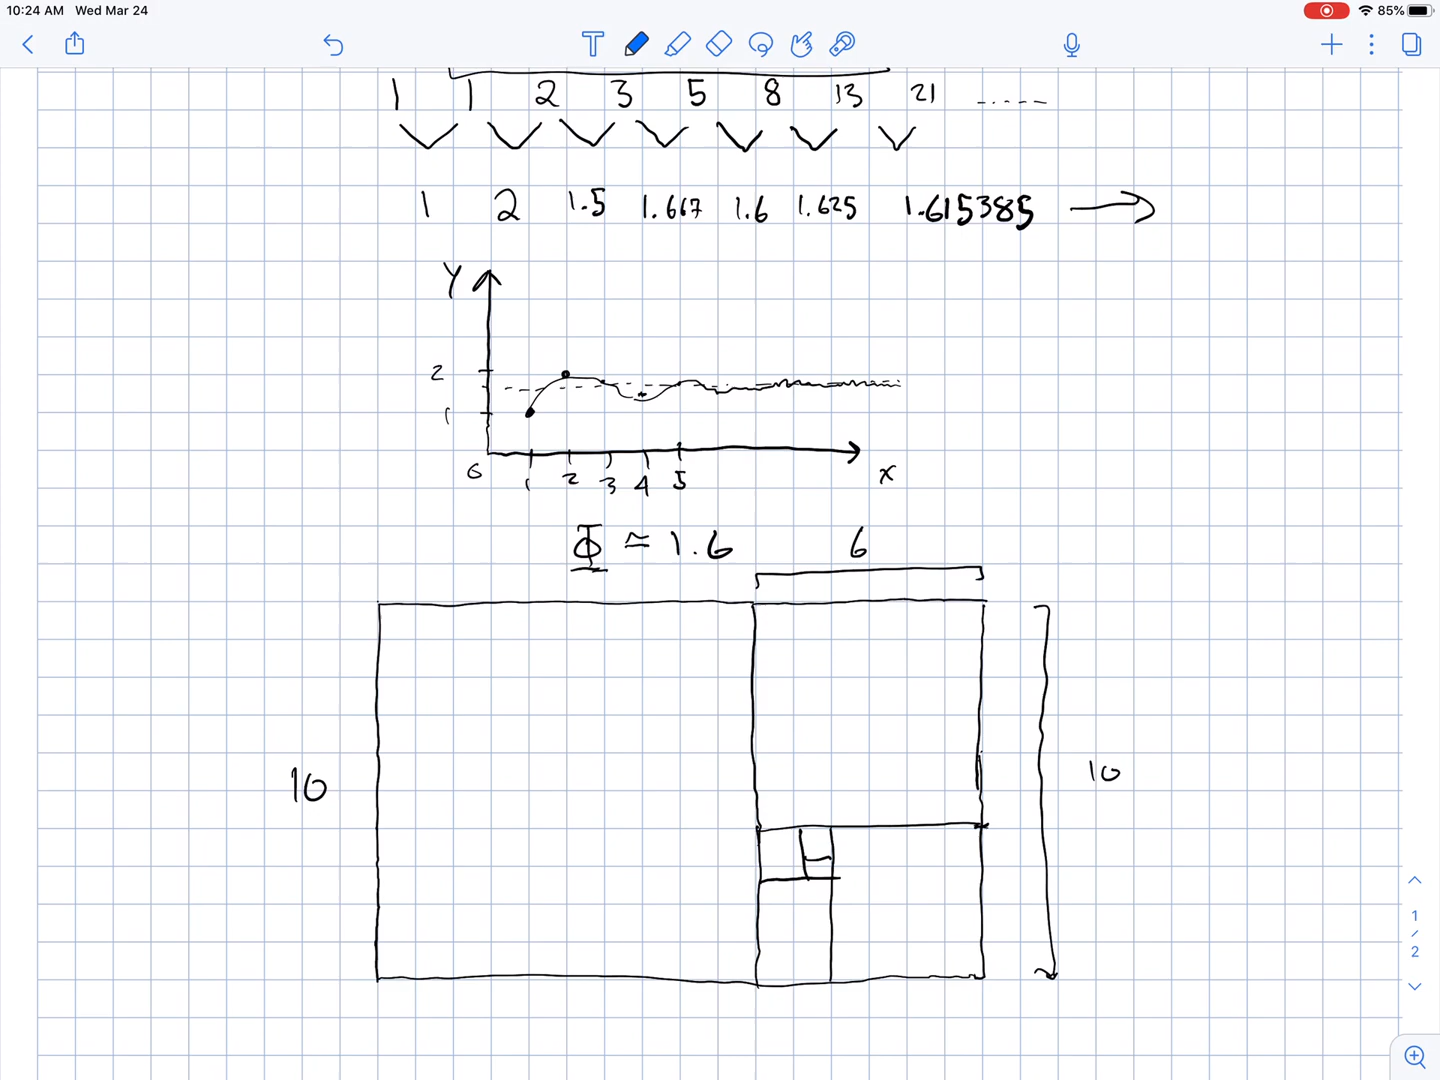 10:24 AM Wed Mar 24
85%
T
1 1 2 3 5 8 13 21 ......
1 2 1.5 1.667 1.6 1.625 1.615385
Y
2
1
0 1 2 3 4 5 x
Φ ≈ 1.6 6
10 10
1
/
2